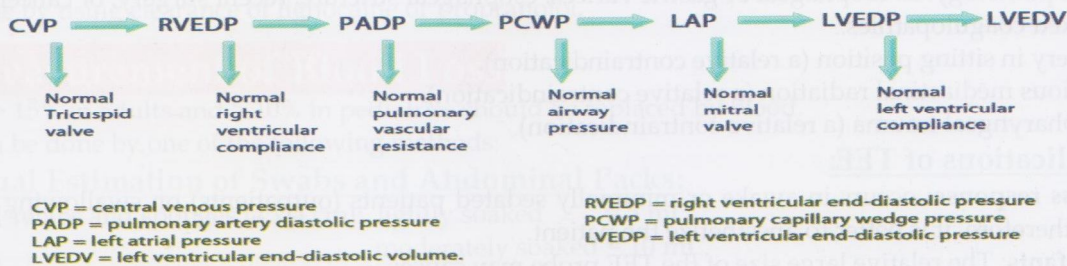 CVP RVEDP PADP PCWP LAP LVEDP LVEDV
Normal Tricuspid valve
Normal right ventricular compliance
Normal pulmonary vascular resistance
Normal airway pressure
Normal mitral valve
Normal left ventricular compliance
CVP = central venous pressure
PADP = pulmonary artery diastolic pressure
LAP = left atrial pressure
LVEDV = left ventricular end-diastolic volume.
RVEDP = right ventricular end-diastolic pressure
PCWP = pulmonary capillary wedge pressure
LVEDP = left ventricular end-diastolic pressure